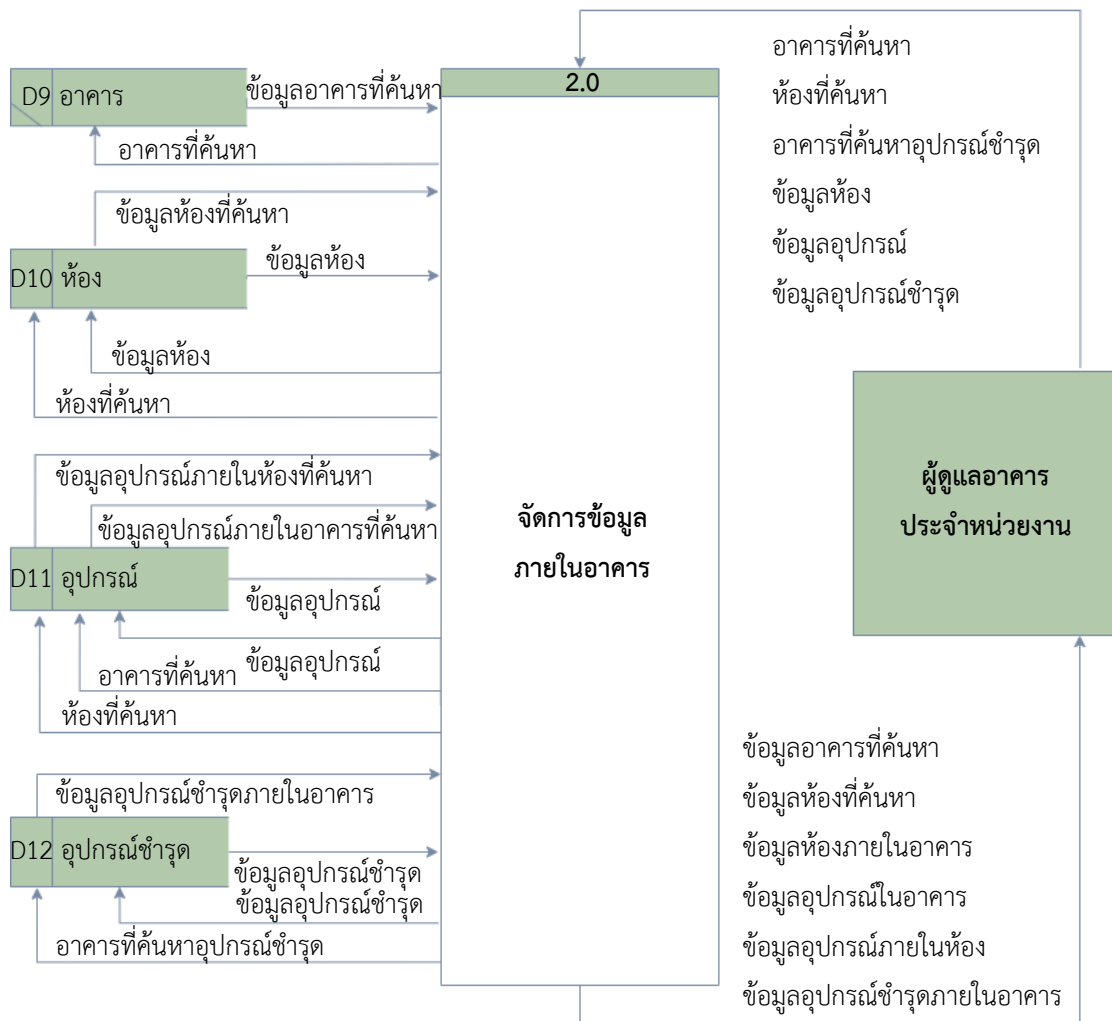 D9 อาคาร
ข้อมูลอาคารที่ค้นหา
อาคารที่ค้นหา
ข้อมูลห้องที่ค้นหา
D10 ห้อง
ข้อมูลห้อง
ข้อมูลห้อง
ห้องที่ค้นหา
ข้อมูลอุปกรณ์ภายในห้องที่ค้นหา
ข้อมูลอุปกรณ์ภายในอาคารที่ค้นหา
D11 อุปกรณ์
ข้อมูลอุปกรณ์
ข้อมูลอุปกรณ์
อาคารที่ค้นหา
ห้องที่ค้นหา
ข้อมูลอุปกรณ์ชำรุดภายในอาคาร
D12 อุปกรณ์ชำรุด
ข้อมูลอุปกรณ์ชำรุด
ข้อมูลอุปกรณ์ชำรุด
อาคารที่ค้นหาอุปกรณ์ชำรุด
2.0
จัดการข้อมูล
ภายในอาคาร
อาคารที่ค้นหา
ห้องที่ค้นหา
อาคารที่ค้นหาอุปกรณ์ชำรุด
ข้อมูลห้อง
ข้อมูลอุปกรณ์
ข้อมูลอุปกรณ์ชำรุด
ผู้ดูแลอาคาร
ประจำหน่วยงาน
ข้อมูลอาคารที่ค้นหา
ข้อมูลห้องที่ค้นหา
ข้อมูลห้องภายในอาคาร
ข้อมูลอุปกรณ์ในอาคาร
ข้อมูลอุปกรณ์ภายในห้อง
ข้อมูลอุปกรณ์ชำรุดภายในอาคาร